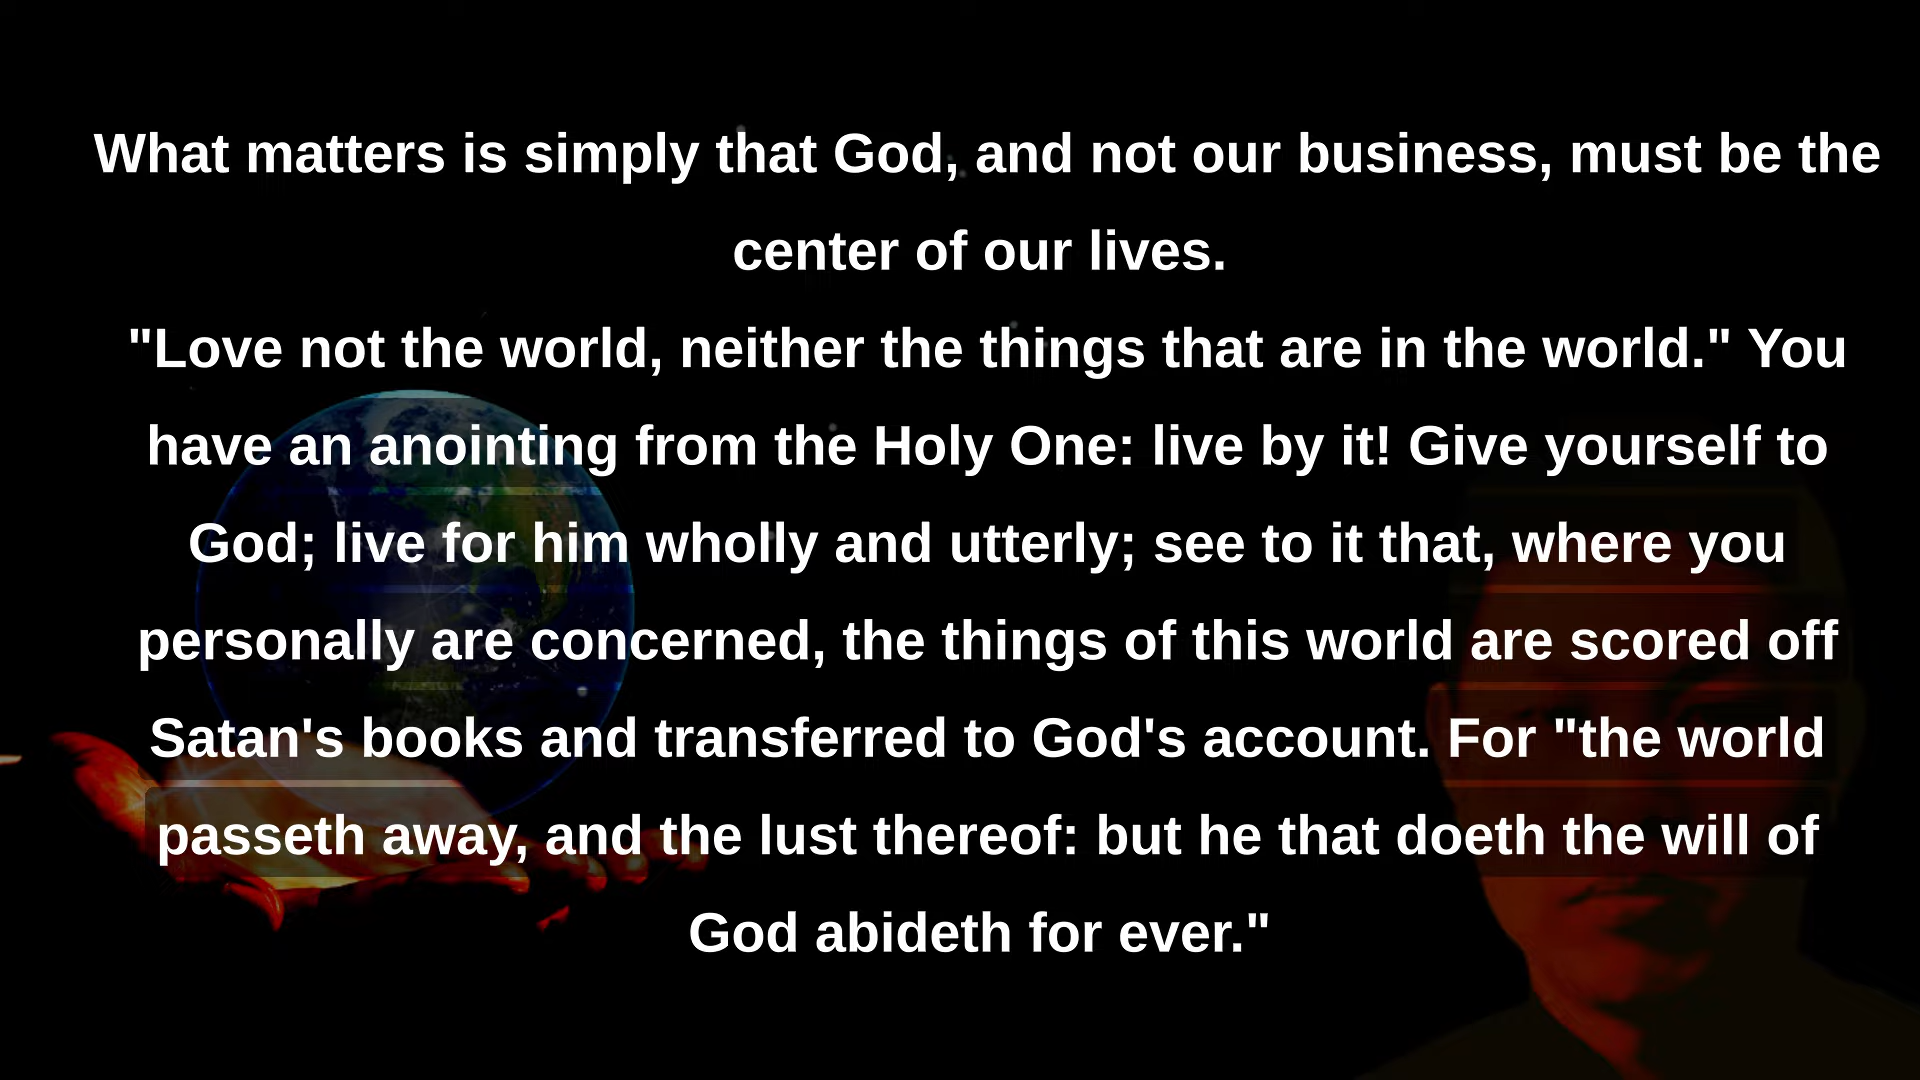 What matters is simply that God, and not our business, must be the
center of our lives.
"Love not the world, neither the things that are in the world." You
have an anointing from the Holy One: live by it! Give yourself to
God; live for him wholly and utterly; see to it that, where you
personally are concerned, the things of this world are scored off
Satan's books and transferred to God's account. For "the world
passeth away, and the lust thereof: but he that doeth the will of
God abideth for ever."